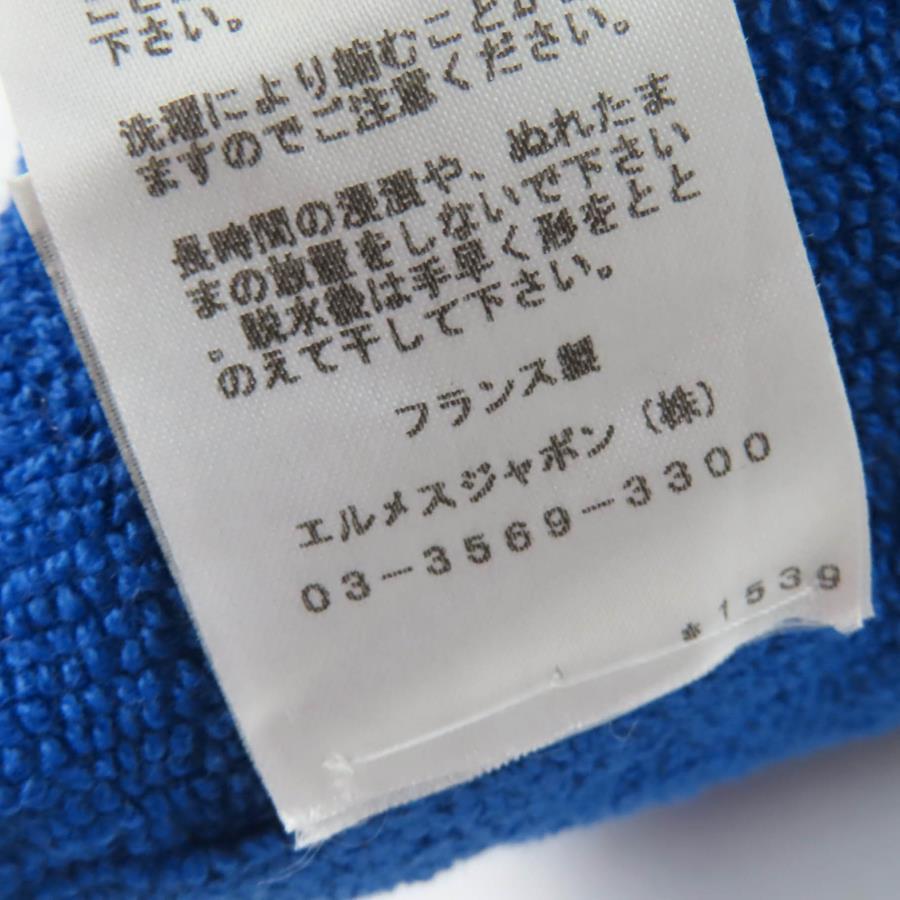 下さい。
洗濯により縮むことが
ますのでご注意ください。
長時間の浸漬や、ぬれたま
まの放置をしないで下さい
。脱水後は手早く形をとと
のえて干して下さい。
フランス製
エルメスジャポン（株）
03-3569-3300
*1539